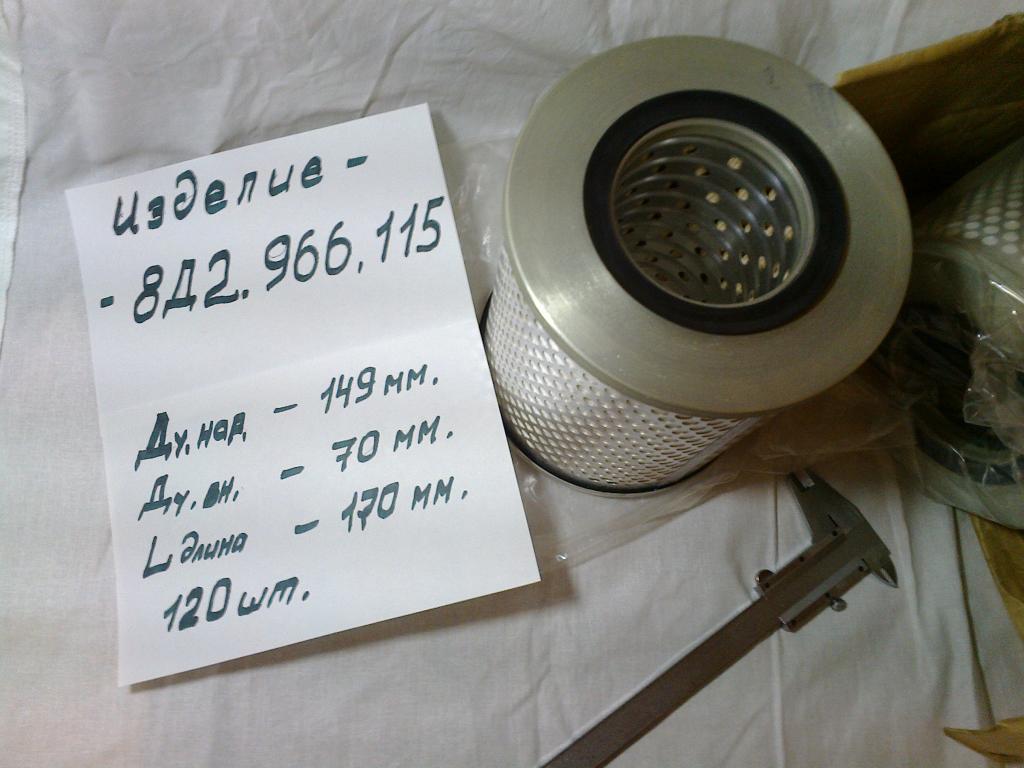 Изделие -
- 8Д2.966.115
Ду.нар. - 149 мм.
Ду.вн. - 70 мм.
L длина - 170 мм.
120 шт.